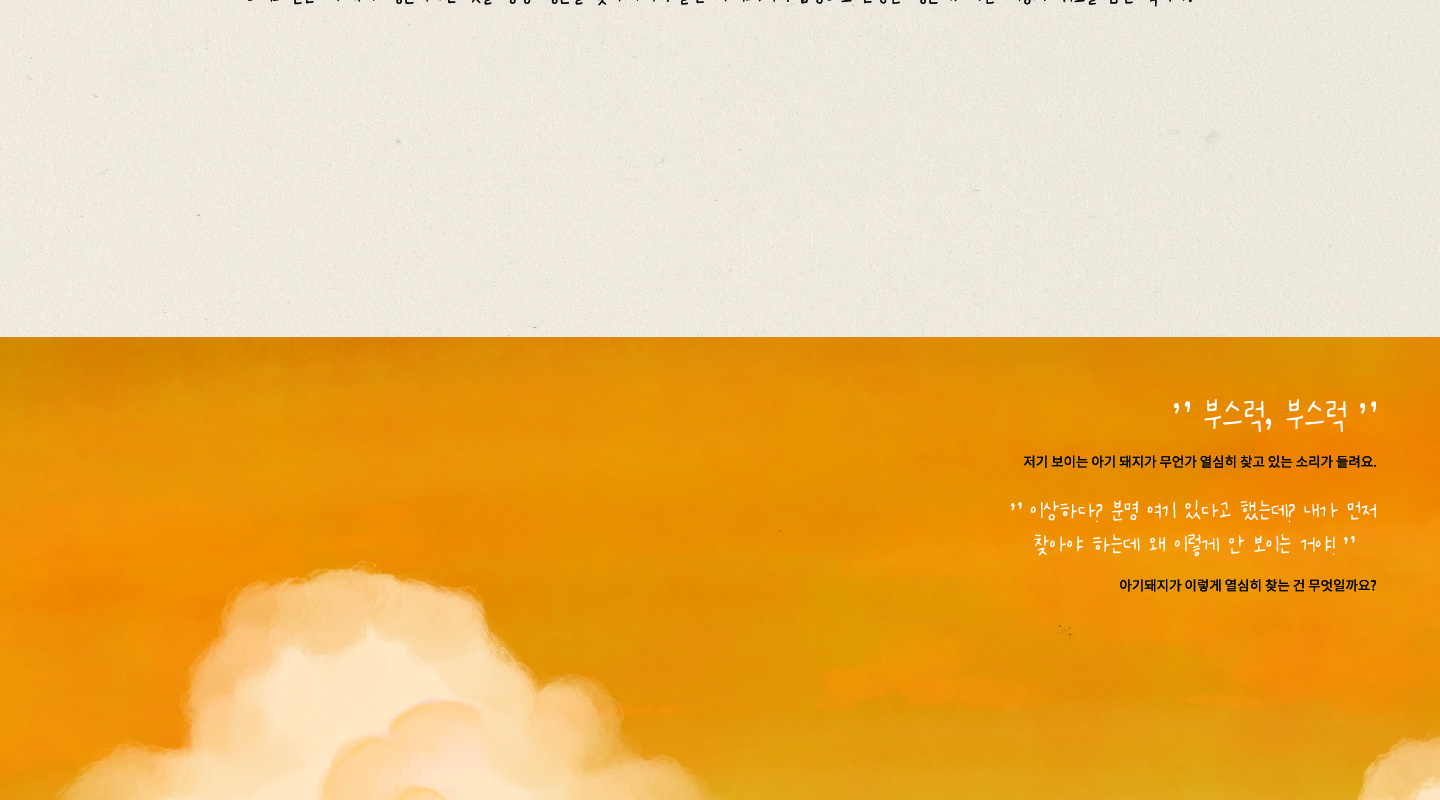 ’’ 부스럭, 부스럭 ’’
저기 보이는 아기 돼지가 무언가 열심히 찾고 있는 소리가 들려요.
’’ 이상하다? 분명 여기 있다고 했는데? 내가 먼저
찾아야 하는데 왜 이렇게 안 보이는 거야! ’’
아기돼지가 이렇게 열심히 찾는 건 무엇일까요?